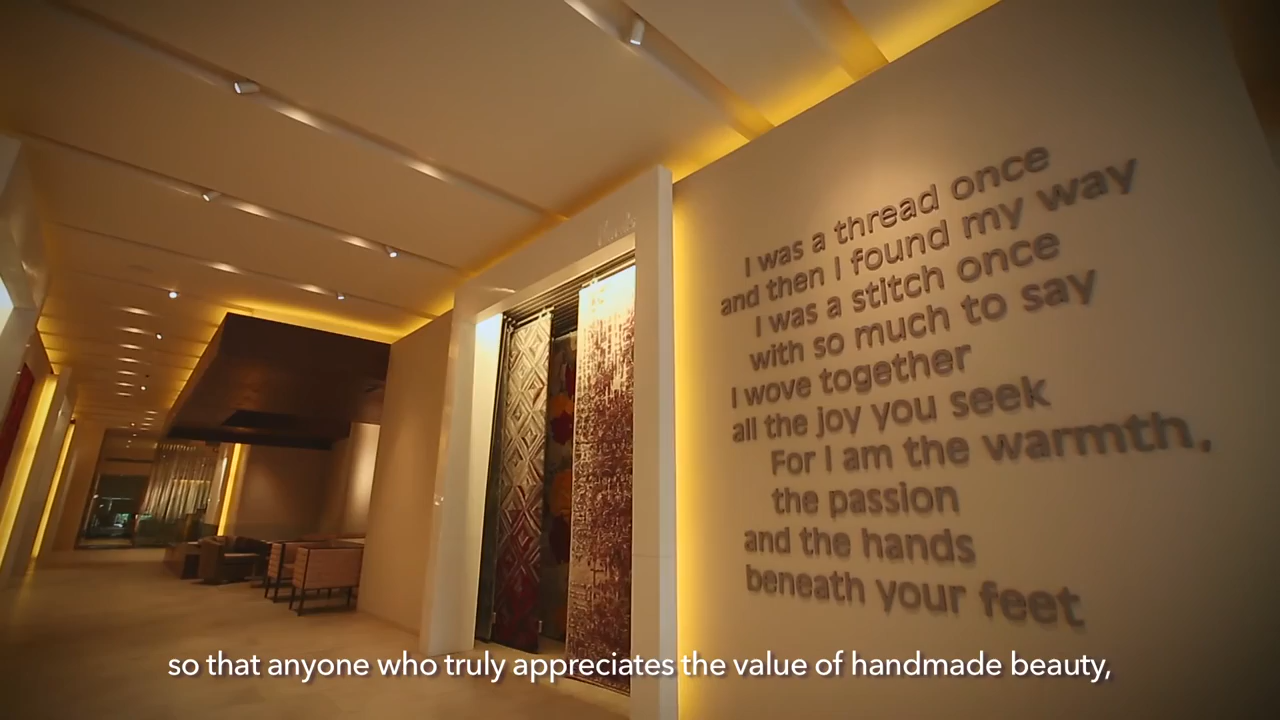 I was a thread once
and then I found my way
I was a stitch once
with so much to say
I wove together
all the joy you seek
For I am the warmth,
the passion
and the hands
beneath your feet
so that anyone who truly appreciates the value of handmade beauty,